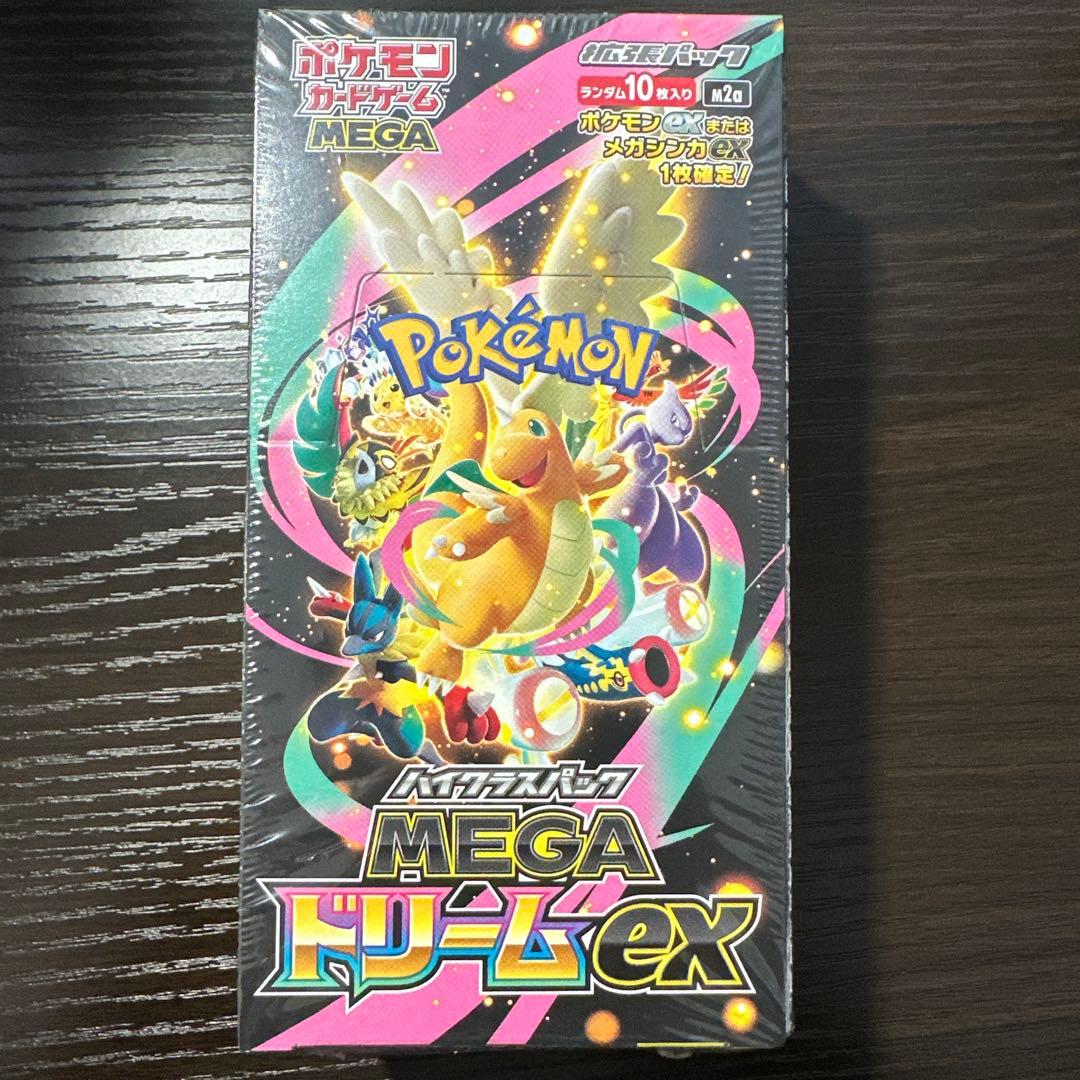 ポケモン
カードゲーム™
MEGA
拡張パック
ランダム10枚入り
M2a
ポケモンexまたは
メガシンカex
1枚確定!
POKéMON
TM
ハイクラスパック
MEGA
ドリームex